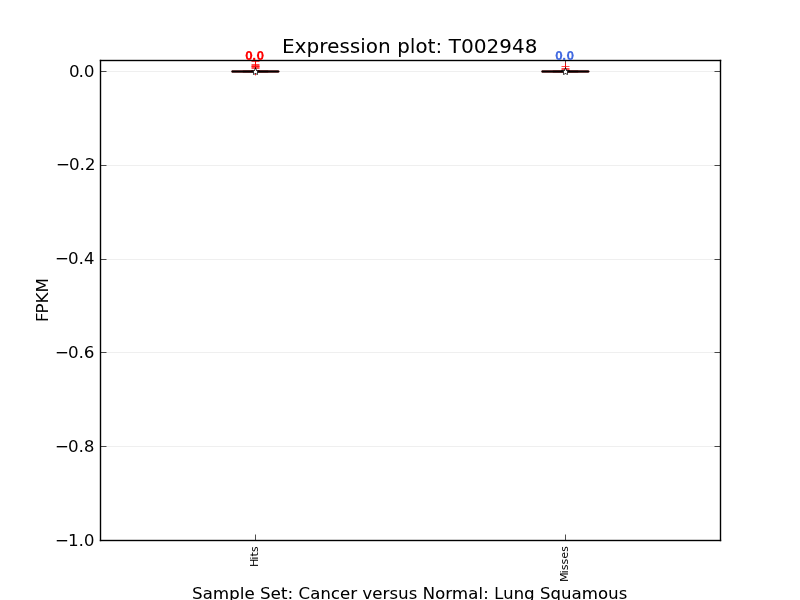 Expression plot: T002948
0.0 0.0
0.0
−0.2
−0.4
−0.6
−0.8
−1.0
FPKM
Hits Misses
Sample Set: Cancer versus Normal: Lung Squamous